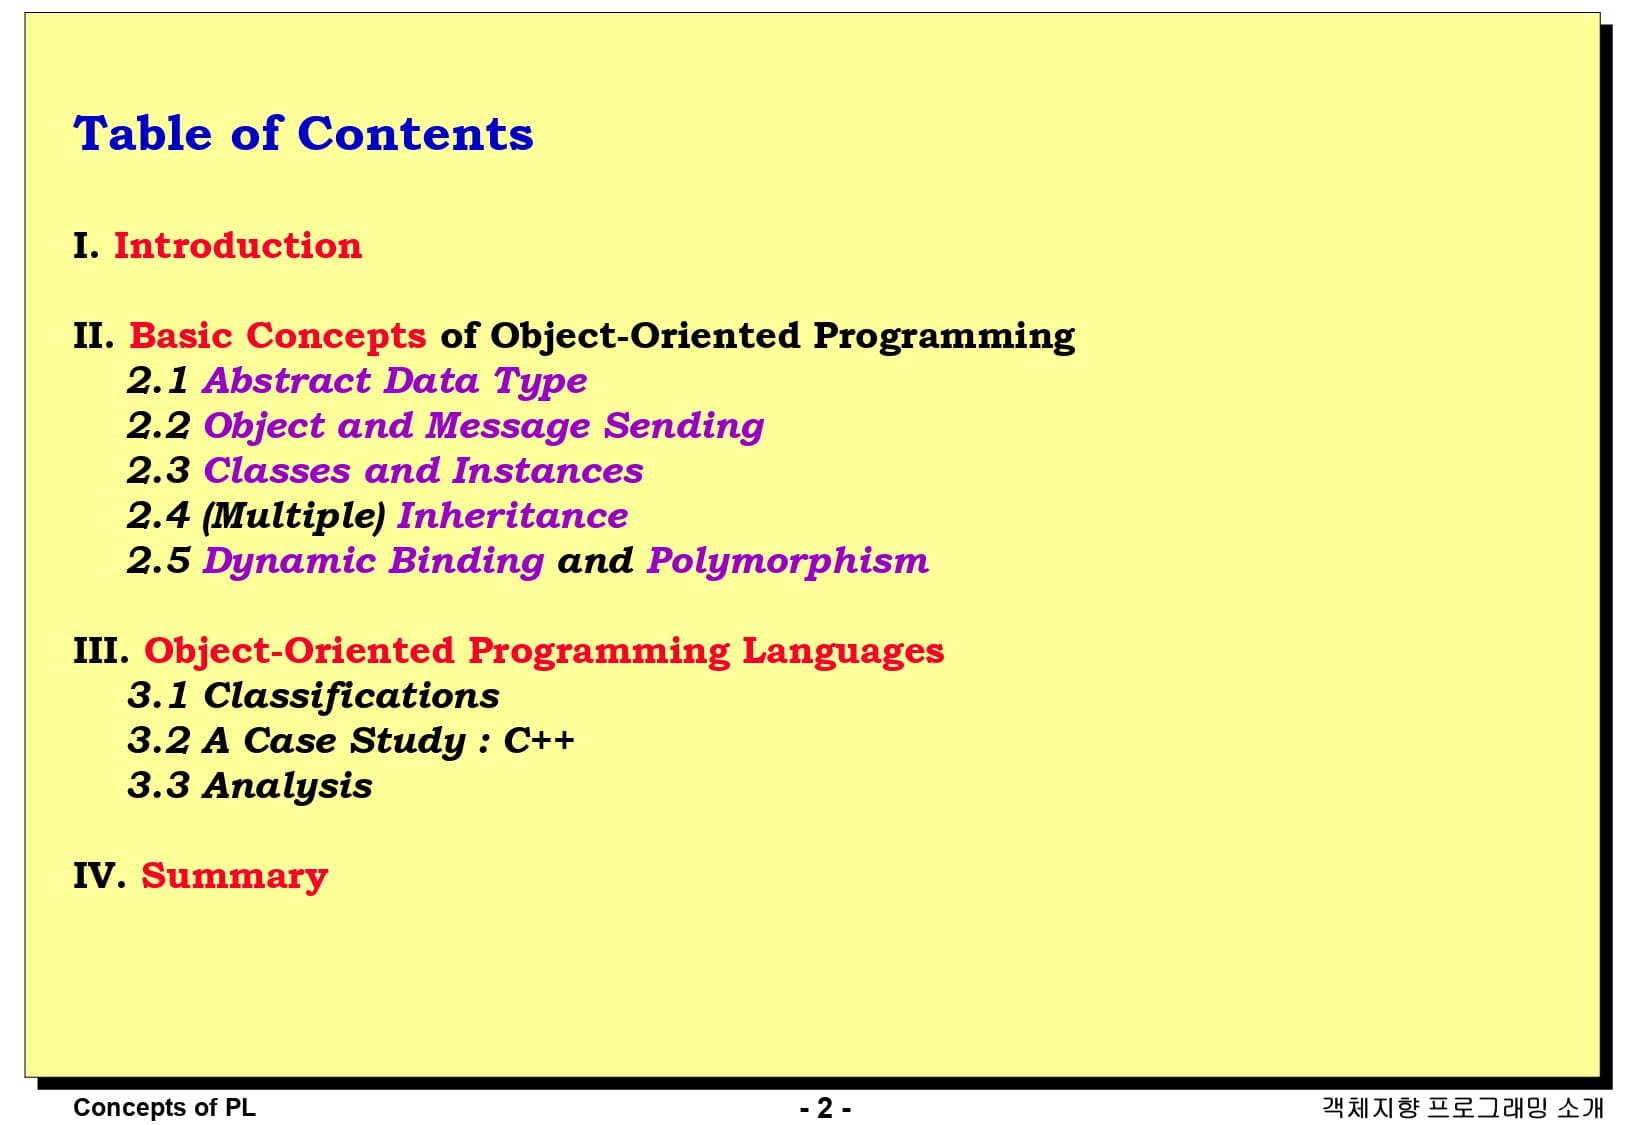 Table of Contents
I. Introduction
II. Basic Concepts of Object-Oriented Programming
2.1 Abstract Data Type
2.2 Object and Message Sending
2.3 Classes and Instances
2.4 (Multiple) Inheritance
2.5 Dynamic Binding and Polymorphism
III. Object-Oriented Programming Languages
3.1 Classifications
3.2 A Case Study : C++
3.3 Analysis
IV. Summary
Concepts of PL
- 2 -
객체지향 프로그래밍 소개